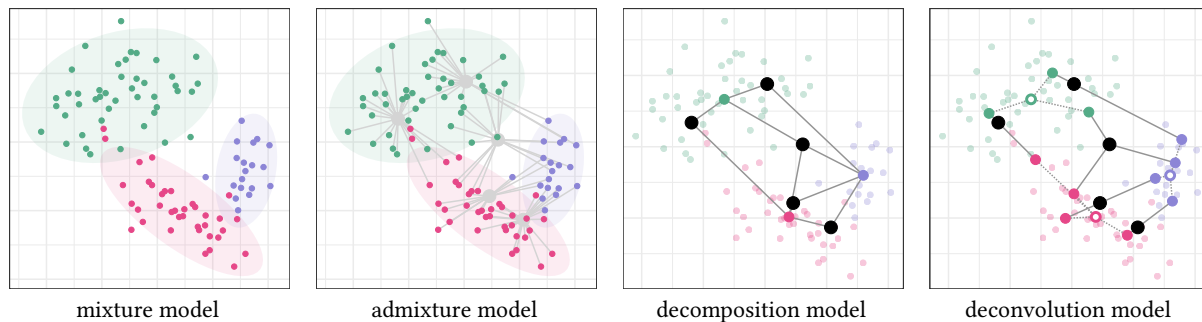 mixture model
admixture model
decomposition model
deconvolution model